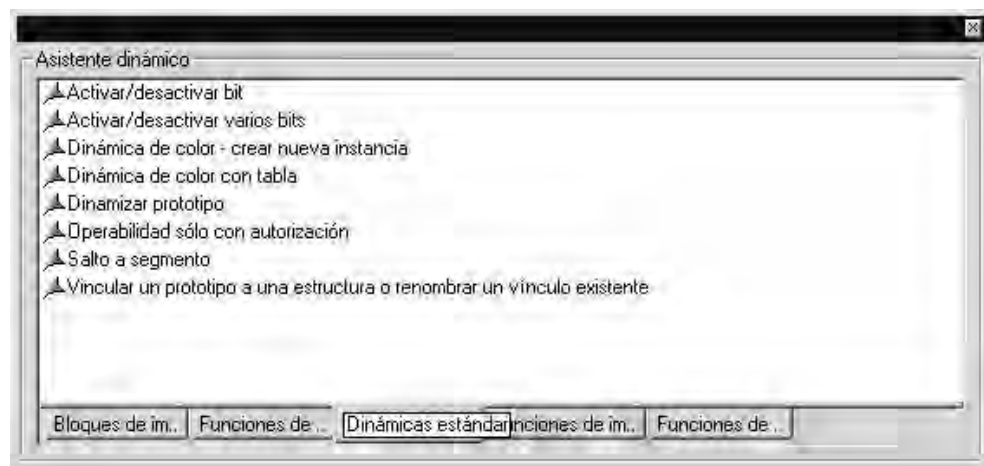 Asistente dinámico
Activar/desactivar bit
Activar/desactivar varios bits
Dinámica de color - crear nueva instancia
Dinámica de color con tabla
Dinamizar prototipo
Operabilidad sólo con autorización
Salto a segmento
Vincular un prototipo a una estructura o renombrar un vínculo existente
Bloques de im.. Funciones de .. Dinámicas estándar nciones de im.. Funciones de ..